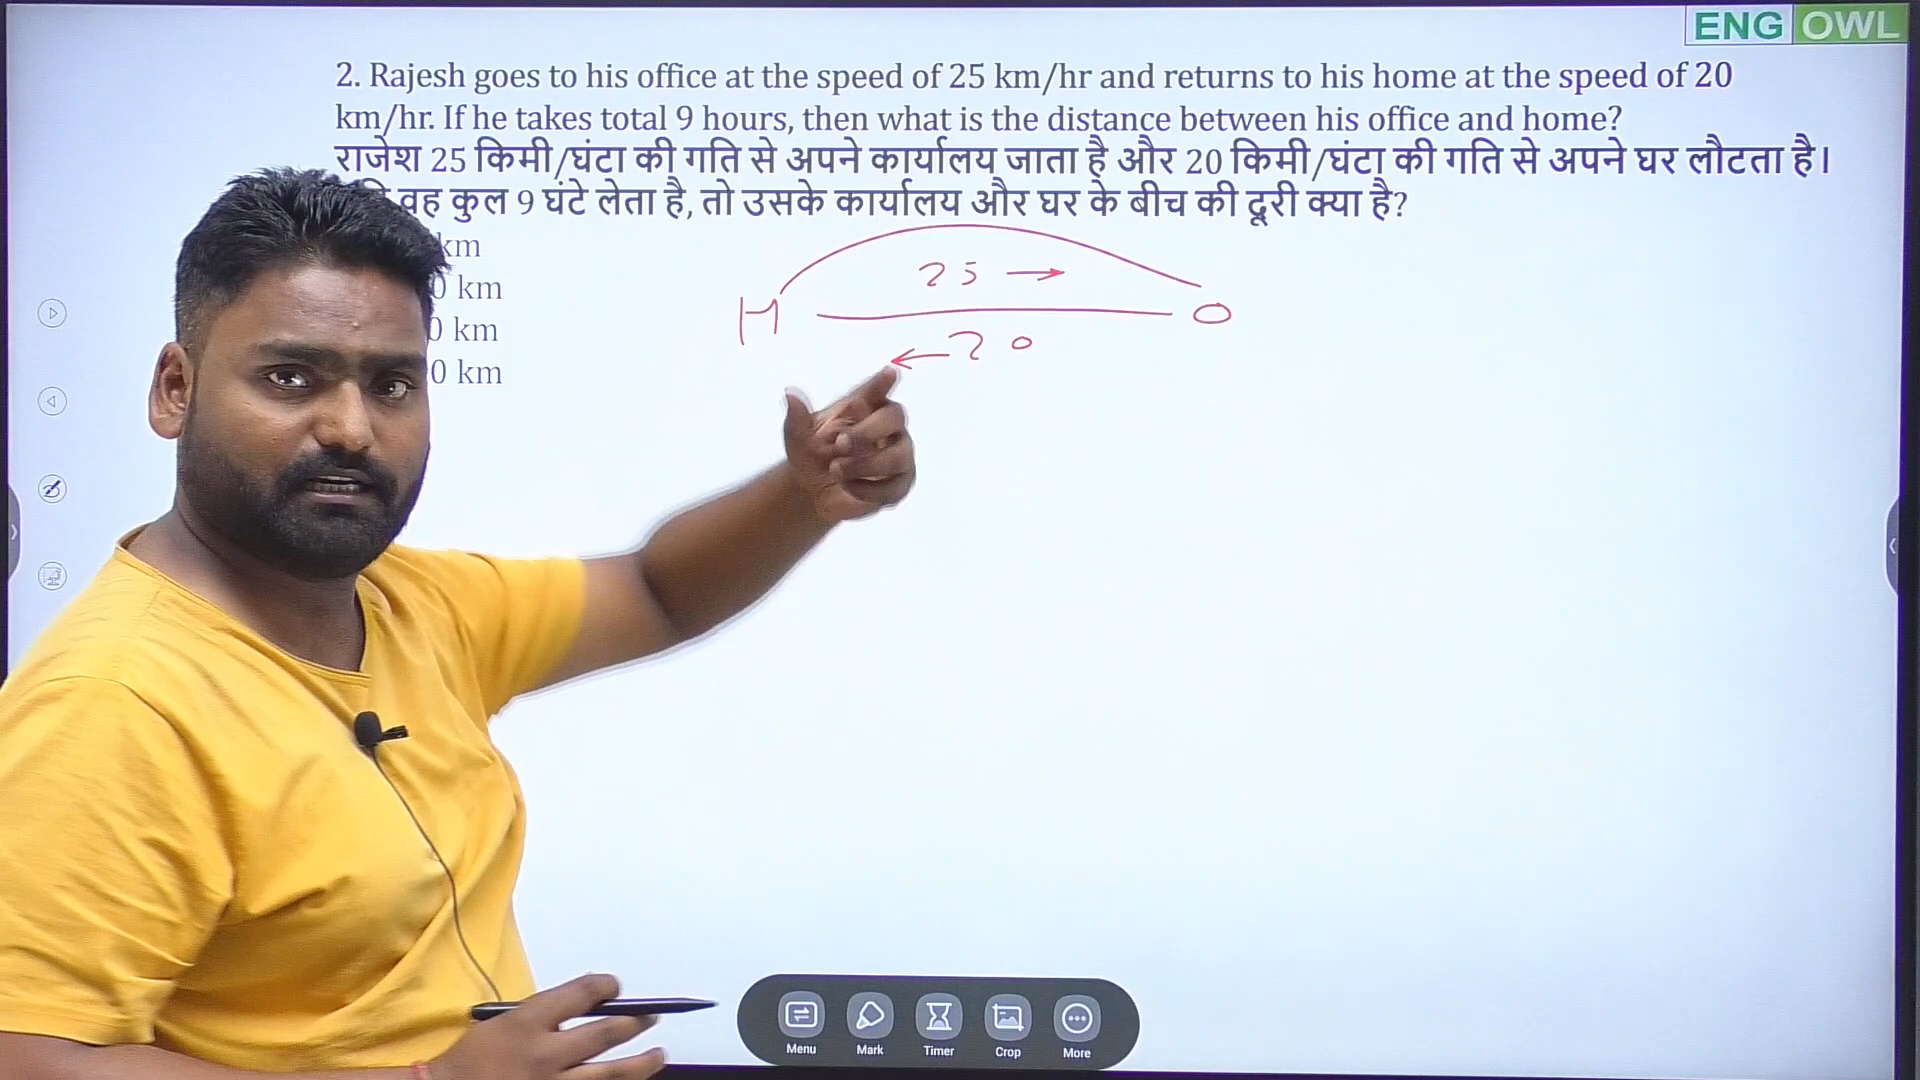 ENG OWL
2. Rajesh goes to his office at the speed of 25 km/hr and returns to his home at the speed of 20
km/hr. If he takes total 9 hours, then what is the distance between his office and home?
राजेश 25 किमी/घंटा की गति से अपने कार्यालय जाता है और 20 किमी/घंटा की गति से अपने घर लौटता है।
वह कुल 9 घंटे लेता है, तो उसके कार्यालय और घर के बीच की दूरी क्या है?
km
0 km
0 km
0 km
25
H O
20
Menu Mark Timer Crop More